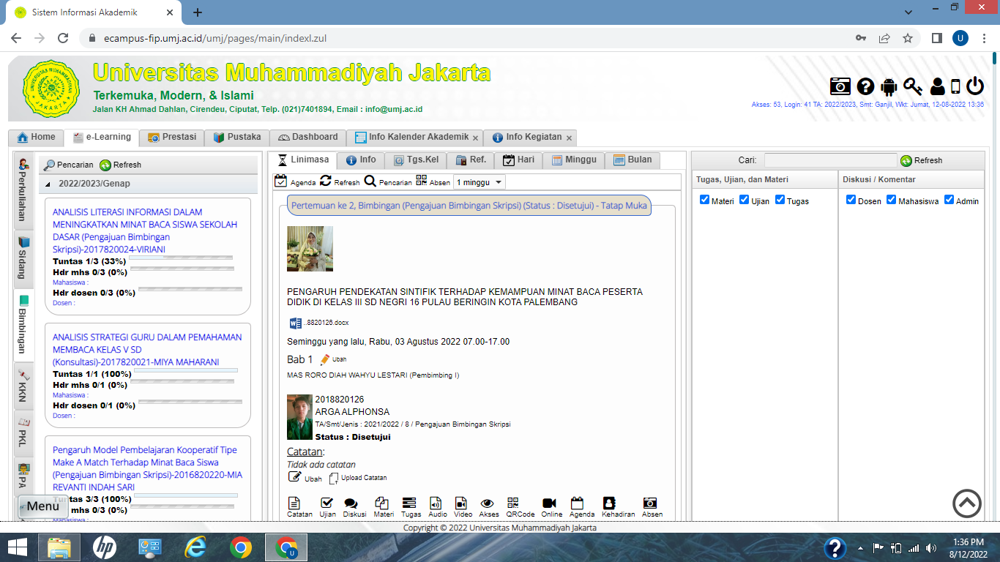 Sistem Informasi Akademik
ecampus-fip.umj.ac.id/umj/pages/main/indexl.zul
U
Universitas Muhammadiyah Jakarta
Terkemuka, Modern, & Islami
Jalan KH Ahmad Dahlan, Cirendeu, Ciputat, Telp. (021)7401894, Email : info@umj.ac.id
Akses: 53, Login: 41 TA: 2022/2023, Smt: Ganjil, Wkt: Jumat, 12-08-2022 13:36
Home e-Learning Prestasi Pustaka Dashboard Info Kalender Akademik Info Kegiatan
Perkuliahan
Sidang
Bimbingan
KKN
PKL
PA
Menu
Pencarian Refresh
2022/2023/Genap
ANALISIS LITERASI INFORMASI DALAM
MENINGKATKAN MINAT BACA SISWA SEKOLAH
DASAR (Pengajuan Bimbingan
Skripsi)-2017820024-VIRIANI
Tuntas 1/3 (33%)
Hdr mhs 0/3 (0%)
Mahasiswa :
Hdr dosen 0/3 (0%)
Dosen :
ANALISIS STRATEGI GURU DALAM PEMAHAMAN
MEMBACA KELAS V SD
(Konsultasi)-2017820021-MIYA MAHARANI
Tuntas 1/1 (100%)
Hdr mhs 0/1 (0%)
Mahasiswa :
Hdr dosen 0/1 (0%)
Dosen :
Pengaruh Model Pembelajaran Kooperatif Tipe
Make A Match Terhadap Minat Baca Siswa
(Pengajuan Bimbingan Skripsi)-2016820220-MIA
REVANTI INDAH SARI
Tuntas 3/3 (100%)
mhs 0/3 (0%)
Linimasa Info Tgs.Kel Ref. Hari Minggu Bulan
Agenda Refresh Pencarian Absen 1 minggu
Pertemuan ke 2, Bimbingan (Pengajuan Bimbingan Skripsi) (Status : Disetujui) - Tatap Muka
PENGARUH PENDEKATAN SINTIFIK TERHADAP KEMAMPUAN MINAT BACA PESERTA
DIDIK DI KELAS III SD NEGRI 16 PULAU BERINGIN KOTA PALEMBANG
..8820126.docx
Seminggu yang lalu, Rabu, 03 Agustus 2022 07.00-17.00
Bab 1 Ubah
MAS RORO DIAH WAHYU LESTARI (Pembimbing I)
2018820126
ARGA ALPHONSA
TA/Smt/Jenis : 2021/2022 / 8 / Pengajuan Bimbingan Skripsi
Status : Disetujui
Catatan:
Tidak ada catatan
Ubah Upload Catatan
Catatan Ujian Diskusi Materi Tugas Audio Video Akses QRCode Online Agenda Kehadiran Absen
Cari: Refresh
Tugas, Ujian, dan Materi
Materi Ujian Tugas
Diskusi / Komentar
Dosen Mahasiswa Admin
Copyright © 2022 Universitas Muhammadiyah Jakarta
1:36 PM
8/12/2022